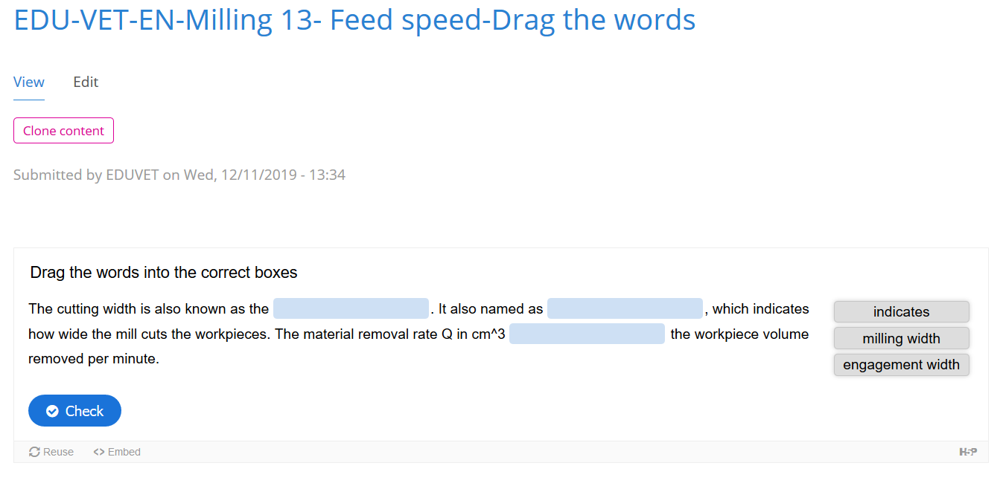 EDU-VET-EN-Milling 13- Feed speed-Drag the words
View Edit
Clone content
Submitted by EDUVET on Wed, 12/11/2019 - 13:34
Drag the words into the correct boxes
The cutting width is also known as the . It also named as , which indicates
how wide the mill cuts the workpieces. The material removal rate Q in cm^3 the workpiece volume
removed per minute.
indicates
milling width
engagement width
Check
Reuse <> Embed
H5P